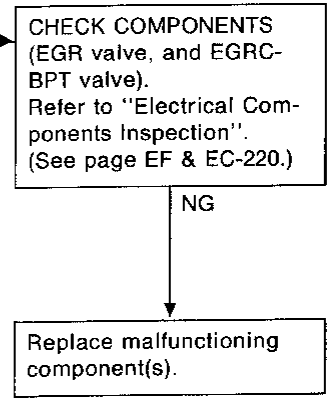 CHECK COMPONENTS
(EGR valve, and EGRC-
BPT valve).
Refer to "Electrical Com-
ponents Inspection".
(See page EF & EC-220.)
NG
Replace malfunctioning
component(s).